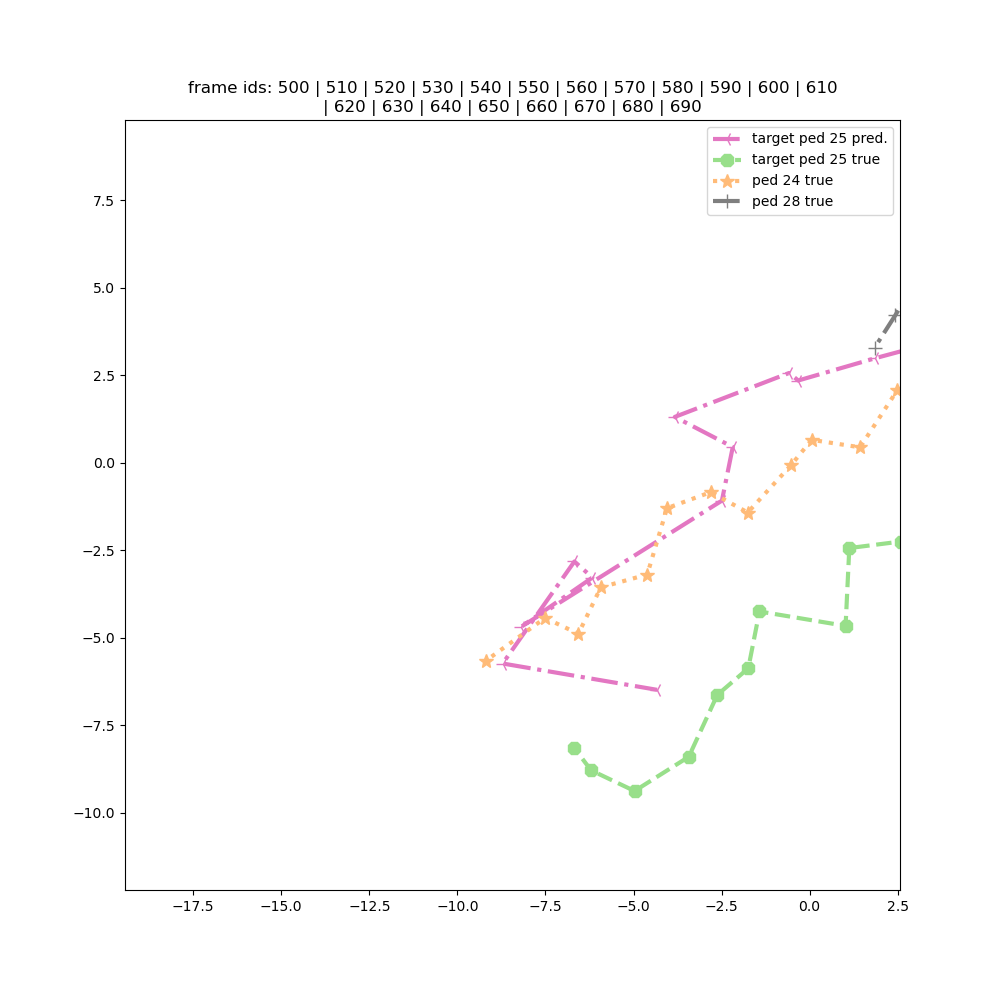 frame ids: 500 | 510 | 520 | 530 | 540 | 550 | 560 | 570 | 580 | 590 | 600 | 610
| 620 | 630 | 640 | 650 | 660 | 670 | 680 | 690
target ped 25 pred.
target ped 25 true
ped 24 true
ped 28 true
7.5
5.0
2.5
0.0
−2.5
−5.0
−7.5
−10.0
−17.5 −15.0 −12.5 −10.0 −7.5 −5.0 −2.5 0.0 2.5